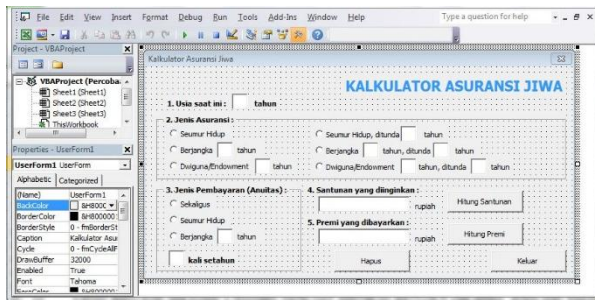 File Edit View Insert Format Debug Run Tools Add-Ins Window Help Type a question for help
Project - VBAProject
VBAProject (Percoba
Sheet1 (Sheet1)
Sheet2 (Sheet2)
Sheet3 (Sheet3)
ThisWorkbook
Properties - UserForm1
UserForm1 UserForm
Alphabetic Categorized
(Name) UserForm1
BackColor &H800C
BorderColor &H800000
BorderStyle 0 - fmBorderSt
Caption Kalkulator Asur
Cycle 0 - fmCycleAllF
DrawBuffer 32000
Enabled True
Font Tahoma
Kalkulator Asuransi Jiwa
KALKULATOR ASURANSI JIWA
1. Usia saat ini : tahun
2. Jenis Asuransi :
Seumur Hidup Seumur Hidup, ditunda tahun
Berjangka tahun Berjangka tahun, ditunda tahun
Dwiguna/Endowment tahun Dwiguna/Endowment tahun, ditunda tahun
3. Jenis Pembayaran (Anuitas) :
Sekaligus
Seumur Hidup
Berjangka tahun
kali setahun
4. Santunan yang diinginkan :
rupiah Hitung Santunan
5. Premi yang dibayarkan :
rupiah Hitung Premi
Hapus Keluar